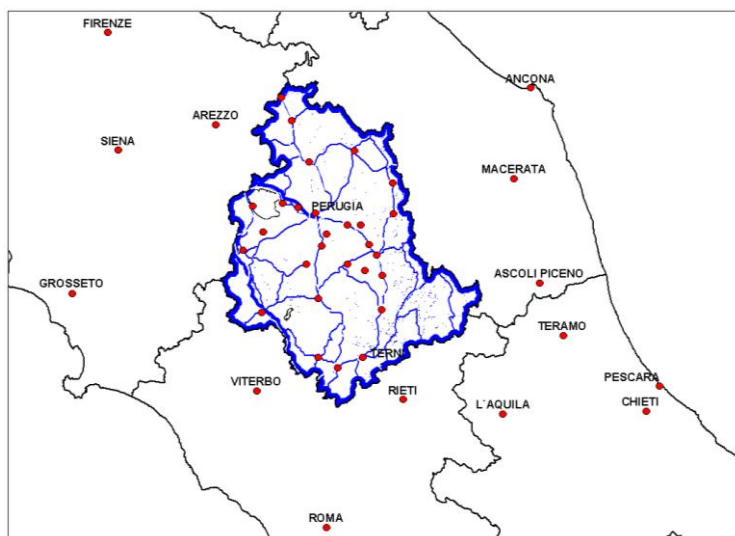 FIRENZE
ANCONA
AREZZO
SIENA
MACERATA
PERUGIA
ASCOLI PICENO
GROSSETO
TERAMO
TERNI
PESCARA
VITERBO
RIETI
CHIETI
L'AQUILA
ROMA